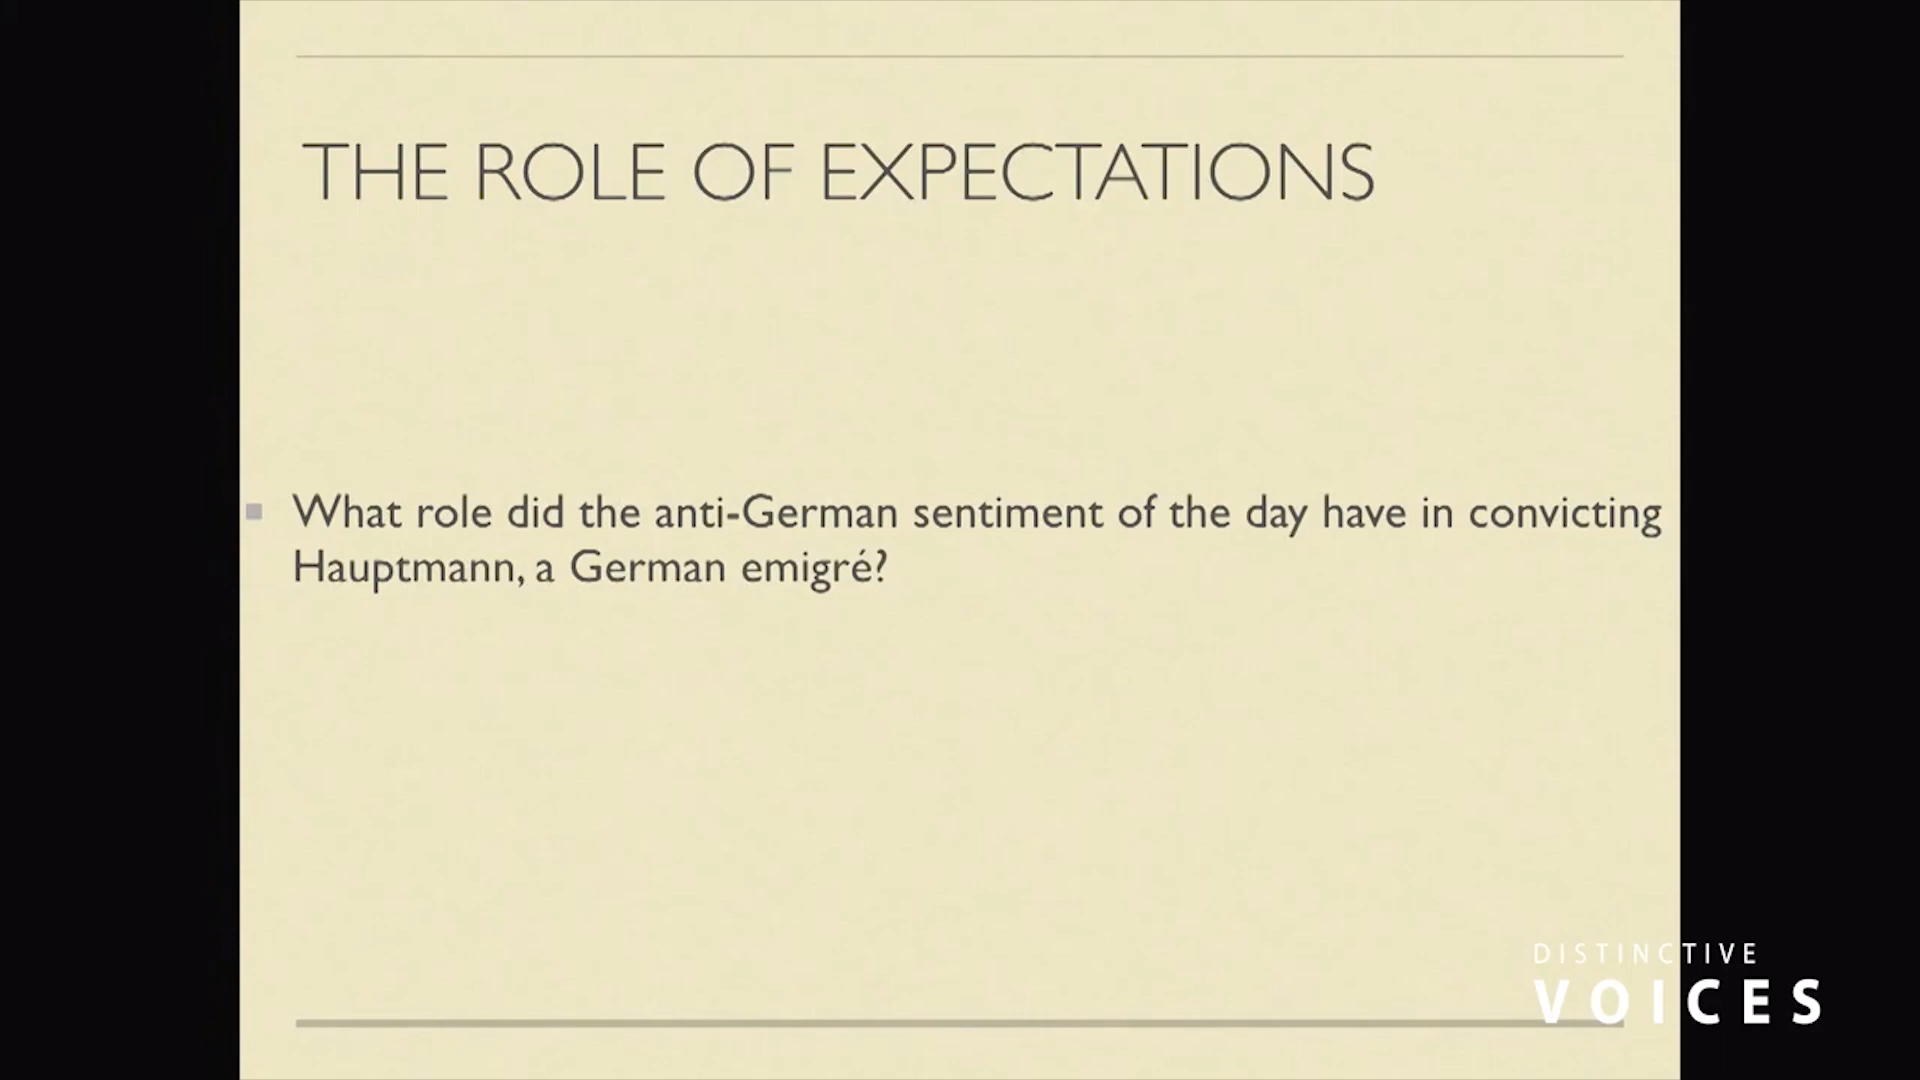 THE ROLE OF EXPECTATIONS
What role did the anti-German sentiment of the day have in convicting
Hauptmann, a German emigré?
DISTINCTIVE
VOICES